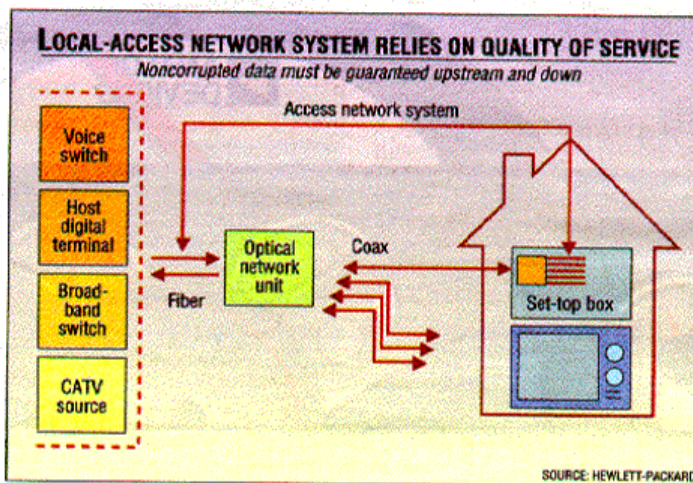 LOCAL-ACCESS NETWORK SYSTEM RELIES ON QUALITY OF SERVICE
Noncorrupted data must be guaranteed upstream and down
Access network system
Voice
switch
Host
digital
terminal
Broad-
band
switch
CATV
source
Fiber
Optical
network
unit
Coax
Set-top box
SOURCE: HEWLETT-PACKARD